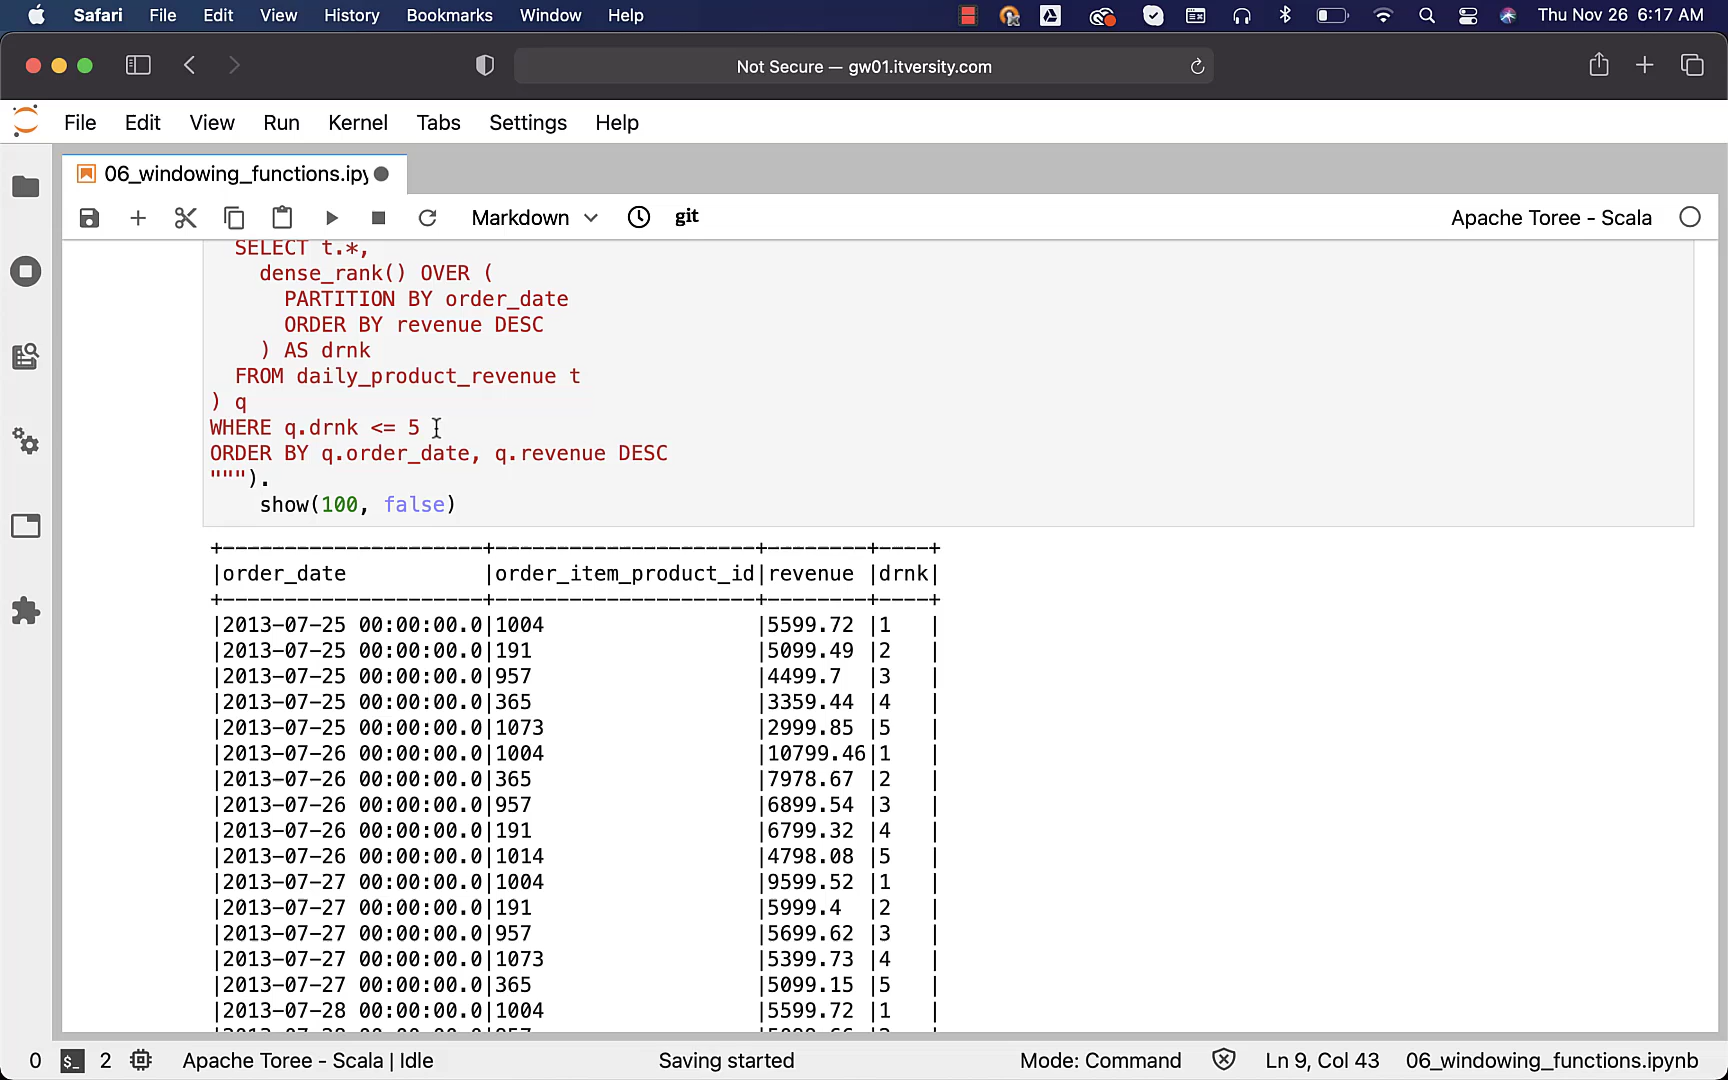 Safari File Edit View History Bookmarks Window Help Thu Nov 26 6:17 AM
Not Secure — gw01.itversity.com
File Edit View Run Kernel Tabs Settings Help
06_windowing_functions.ipy
Markdown git Apache Toree - Scala
SELECT t.*,
dense_rank() OVER (
PARTITION BY order_date
ORDER BY revenue DESC
) AS drnk
FROM daily_product_revenue t
) q
WHERE q.drnk <= 5
ORDER BY q.order_date, q.revenue DESC
""").
show(100, false)
+---------------------+---------------------+--------+----+
|order_date |order_item_product_id|revenue |drnk|
+---------------------+---------------------+--------+----+
|2013-07-25 00:00:00.0|1004 |5599.72 |1 |
|2013-07-25 00:00:00.0|191 |5099.49 |2 |
|2013-07-25 00:00:00.0|957 |4499.7 |3 |
|2013-07-25 00:00:00.0|365 |3359.44 |4 |
|2013-07-25 00:00:00.0|1073 |2999.85 |5 |
|2013-07-26 00:00:00.0|1004 |10799.46|1 |
|2013-07-26 00:00:00.0|365 |7978.67 |2 |
|2013-07-26 00:00:00.0|957 |6899.54 |3 |
|2013-07-26 00:00:00.0|191 |6799.32 |4 |
|2013-07-26 00:00:00.0|1014 |4798.08 |5 |
|2013-07-27 00:00:00.0|1004 |9599.52 |1 |
|2013-07-27 00:00:00.0|191 |5999.4 |2 |
|2013-07-27 00:00:00.0|957 |5699.62 |3 |
|2013-07-27 00:00:00.0|1073 |5399.73 |4 |
|2013-07-27 00:00:00.0|365 |5099.15 |5 |
|2013-07-28 00:00:00.0|1004 |5599.72 |1 |
0 $_ 2 Apache Toree - Scala | Idle Saving started Mode: Command Ln 9, Col 43 06_windowing_functions.ipynb